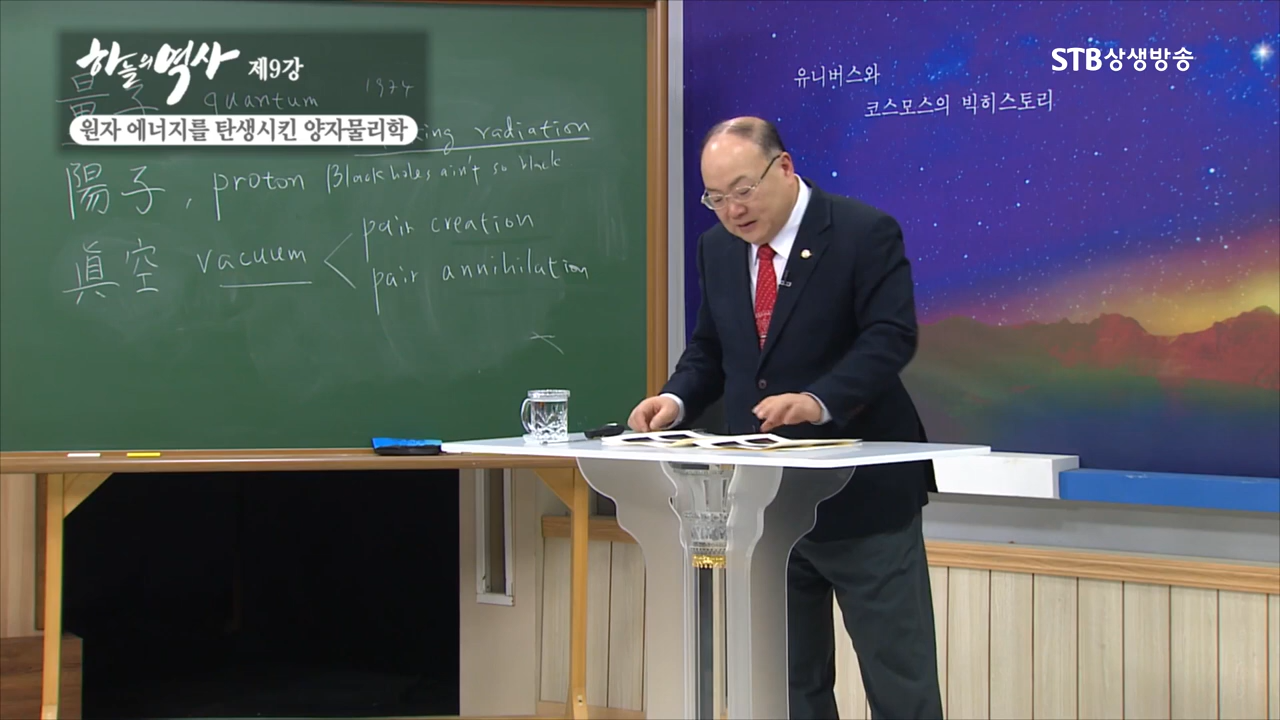 하늘의 역사 제9강
원자 에너지를 탄생시킨 양자물리학
STB상생방송
유니버스와
코스모스의 빅히스토리
量子 quantum 1974
radiation
陽子, proton Black holes ain't so black
眞空 vacuum < pair creation
pair annihilation